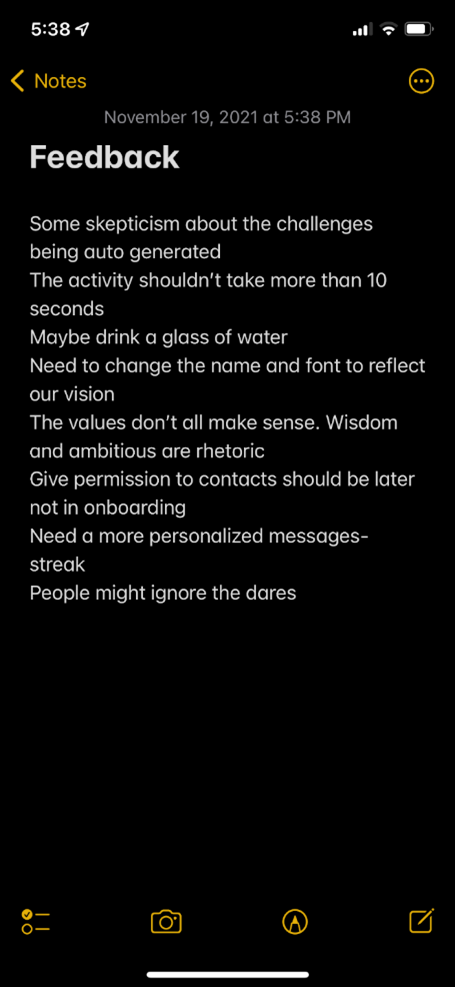 5:38
Notes
November 19, 2021 at 5:38 PM
Feedback
Some skepticism about the challenges
being auto generated
The activity shouldn't take more than 10
seconds
Maybe drink a glass of water
Need to change the name and font to reflect
our vision
The values don't all make sense. Wisdom
and ambitious are rhetoric
Give permission to contacts should be later
not in onboarding
Need a more personalized messages-
streak
People might ignore the dares